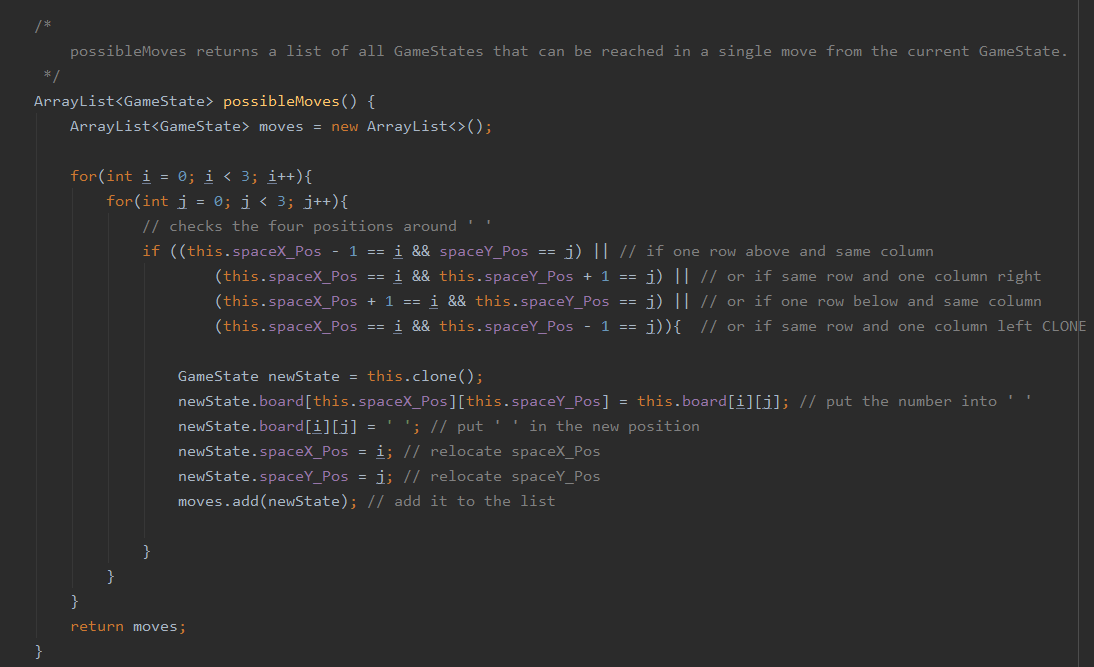 /*
    possibleMoves returns a list of all GameStates that can be reached in a single move from the current GameState.
 */
ArrayList<GameState> possibleMoves() {
    ArrayList<GameState> moves = new ArrayList<>();
    for(int i = 0; i < 3; i++){
        for(int j = 0; j < 3; j++){
            // checks the four positions around ' '
            if ((this.spaceX_Pos - 1 == i && spaceY_Pos == j) || // if one row above and same column
                    (this.spaceX_Pos == i && this.spaceY_Pos + 1 == j) || // or if same row and one column right
                    (this.spaceX_Pos + 1 == i && this.spaceY_Pos == j) || // or if one row below and same column
                    (this.spaceX_Pos == i && this.spaceY_Pos - 1 == j)){  // or if same row and one column left CLONE
                GameState newState = this.clone();
                newState.board[this.spaceX_Pos][this.spaceY_Pos] = this.board[i][j]; // put the number into ' '
                newState.board[i][j] = ' '; // put ' ' in the new position
                newState.spaceX_Pos = i; // relocate spaceX_Pos
                newState.spaceY_Pos = j; // relocate spaceY_Pos
                moves.add(newState); // add it to the list
            }
        }
    }
    return moves;
}